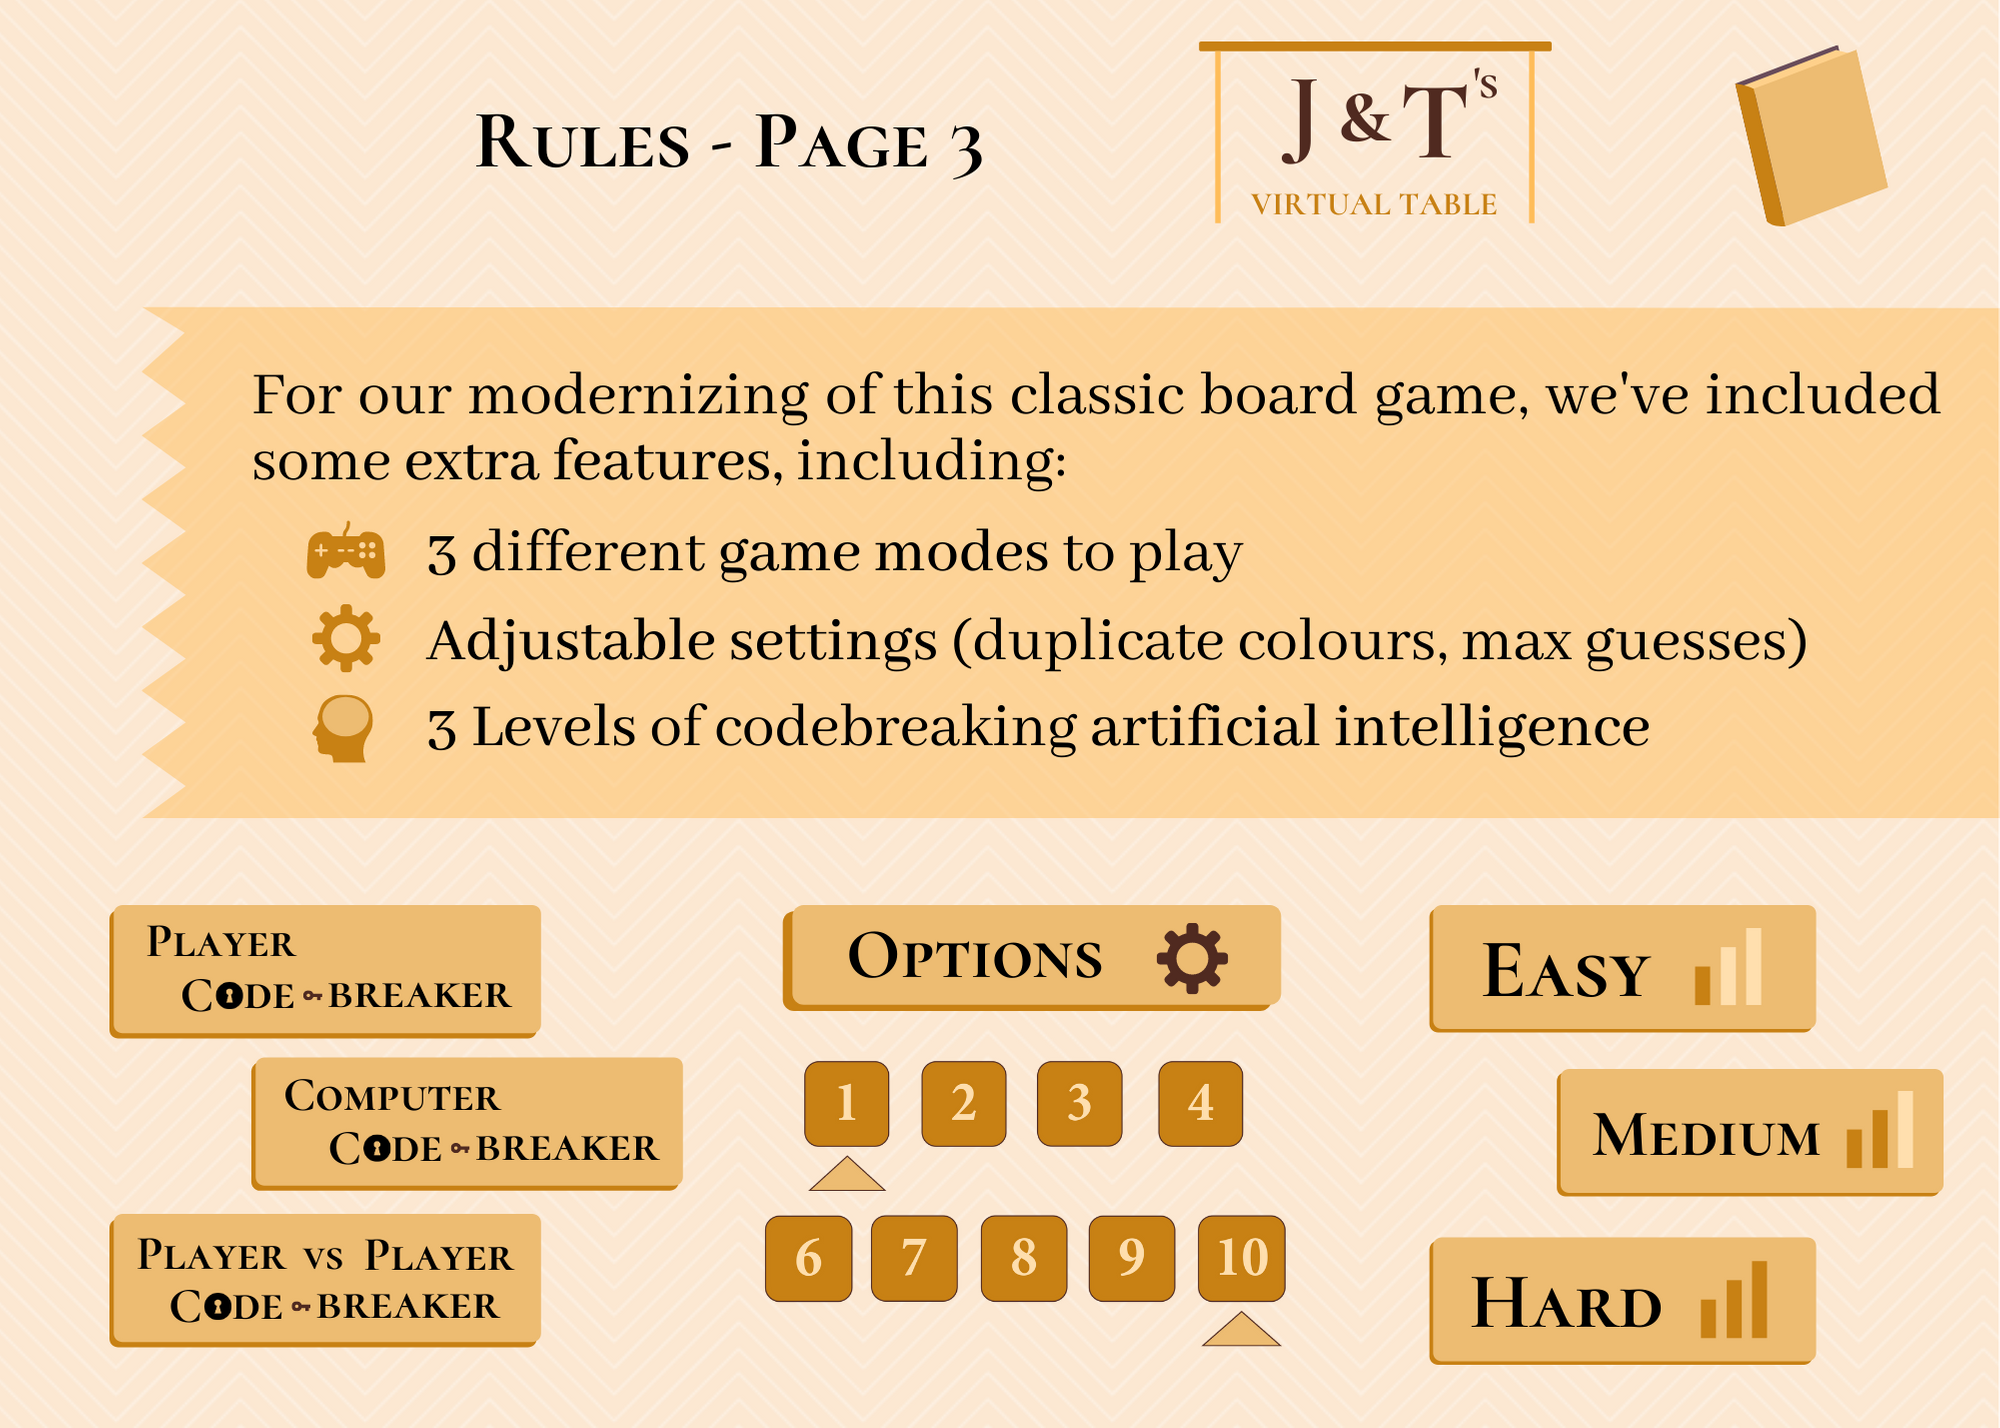 Rules - Page 3
J & T's
VIRTUAL TABLE
For our modernizing of this classic board game, we've included
some extra features, including:
3 different game modes to play
Adjustable settings (duplicate colours, max guesses)
3 Levels of codebreaking artificial intelligence
Player
Code-breaker
Computer
Code-breaker
Player vs Player
Code-breaker
Options
1 2 3 4
6 7 8 9 10
Easy
Medium
Hard